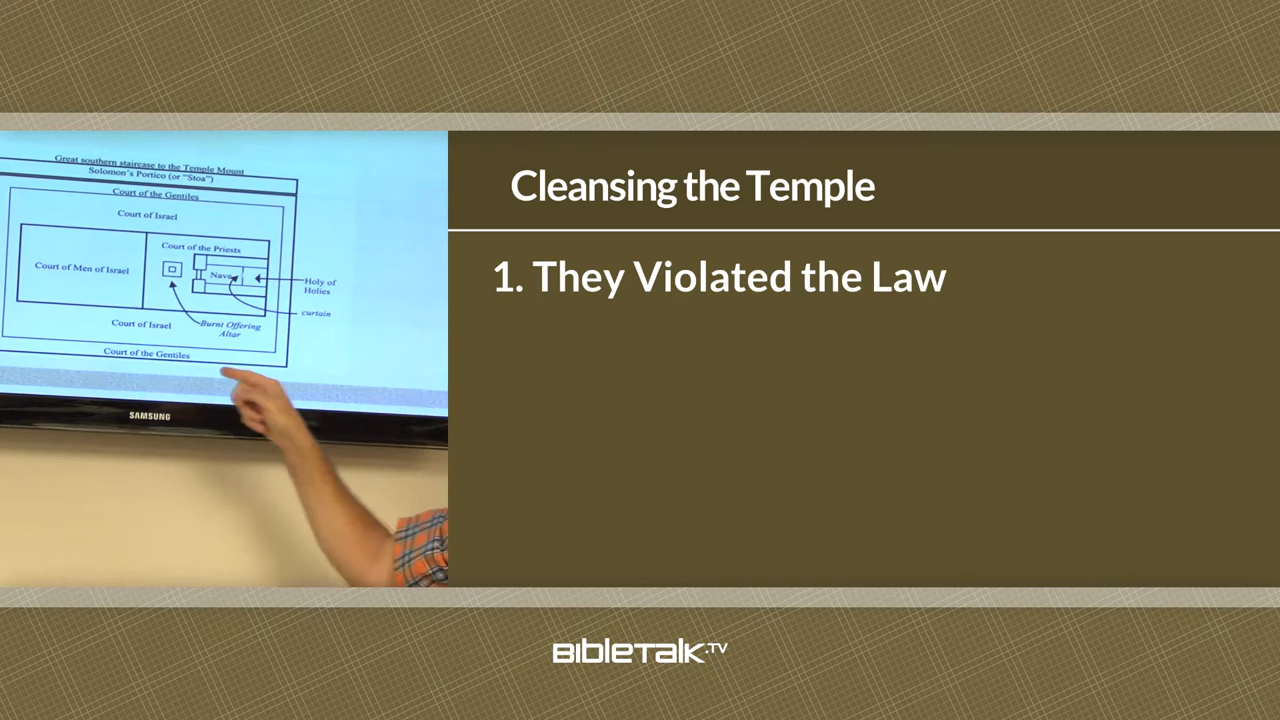 Great southern staircase to the Temple Mount
Solomon's Portico (or "Stoa")
Court of the Gentiles
Court of Israel
Court of the Priests
Court of Men of Israel
Nave
Holy of
Holies
curtain
Court of Israel
Burnt Offering
Altar
Court of the Gentiles
SAMSUNG
Cleansing the Temple
1. They Violated the Law
BIBLETALK.TV